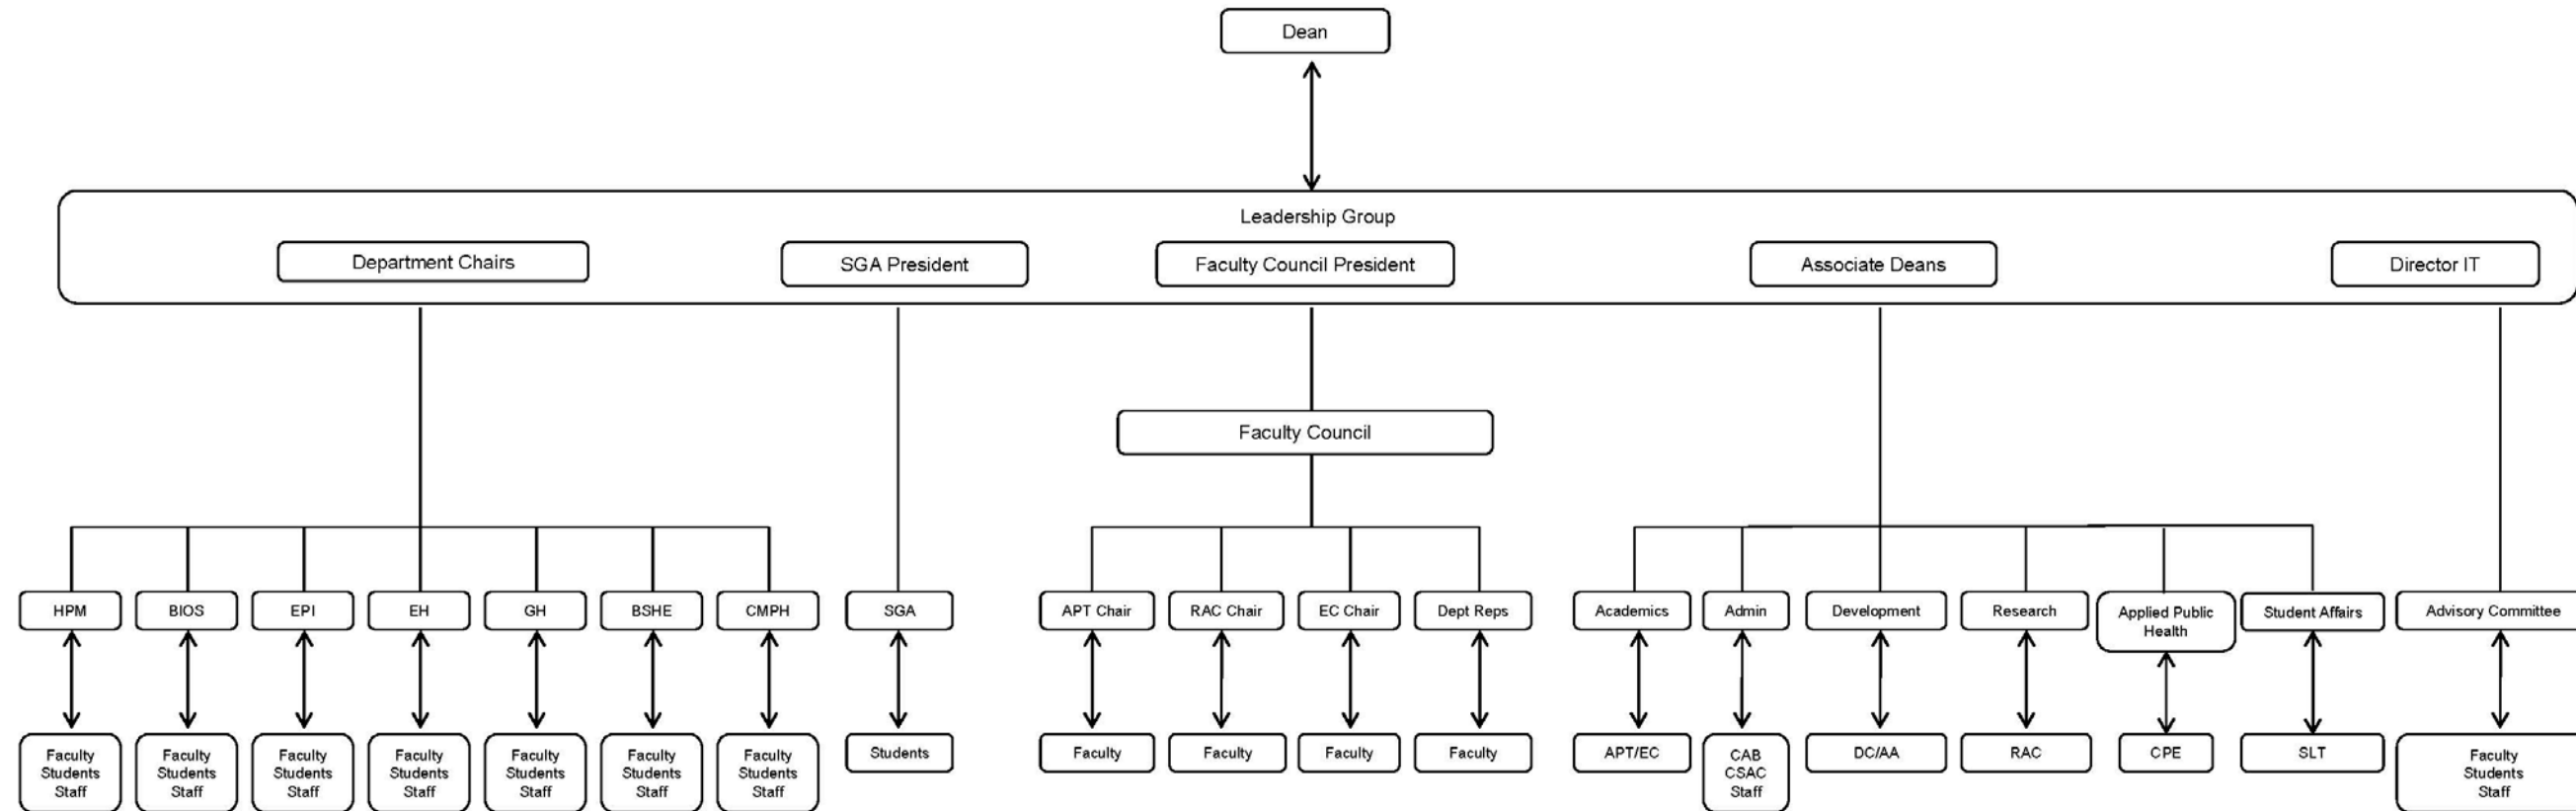 Dean
Leadership Group
Department Chairs
SGA President
Faculty Council President
Associate Deans
Director IT
Faculty Council
HPM
BIOS
EPI
EH
GH
BSHE
CMPH
SGA
APT Chair
RAC Chair
EC Chair
Dept Reps
Academics
Admin
Development
Research
Applied Public
Health
Student Affairs
Advisory Committee
Faculty
Students
Staff
Faculty
Students
Staff
Faculty
Students
Staff
Faculty
Students
Staff
Faculty
Students
Staff
Faculty
Students
Staff
Faculty
Students
Staff
Students
Faculty
Faculty
Faculty
Faculty
APT/EC
CAB
CSAC
Staff
DC/AA
RAC
CPE
SLT
Faculty
Students
Staff